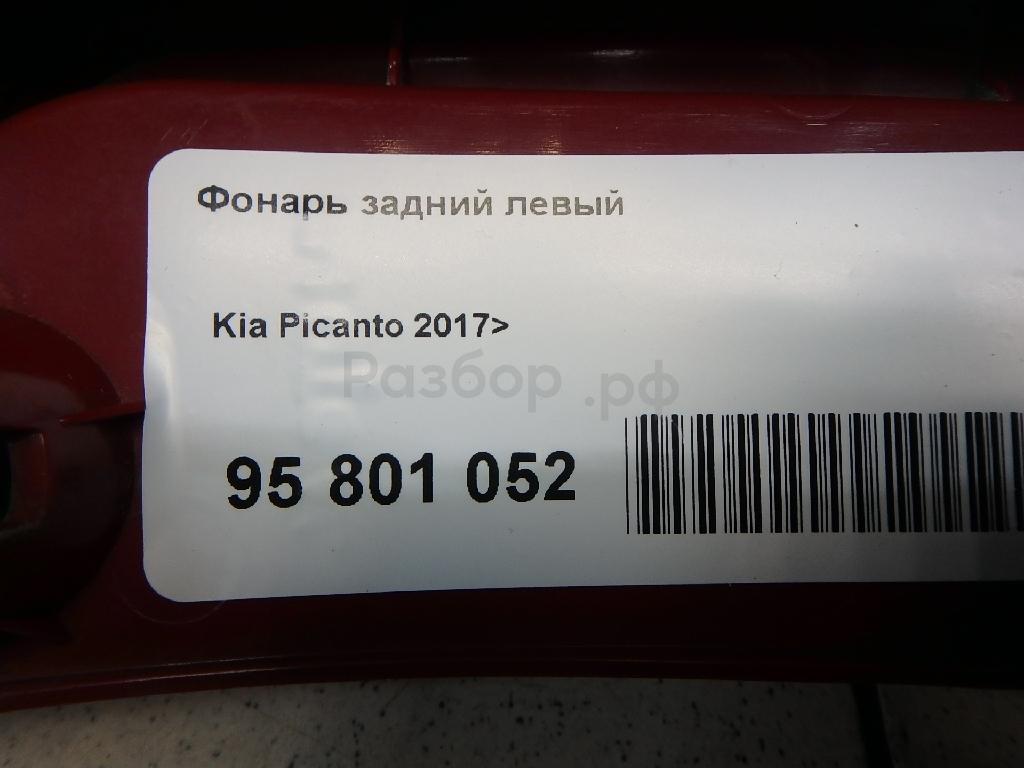 Фонарь задний левый
Kia Picanto 2017>
Разбор.рф
95 801 052